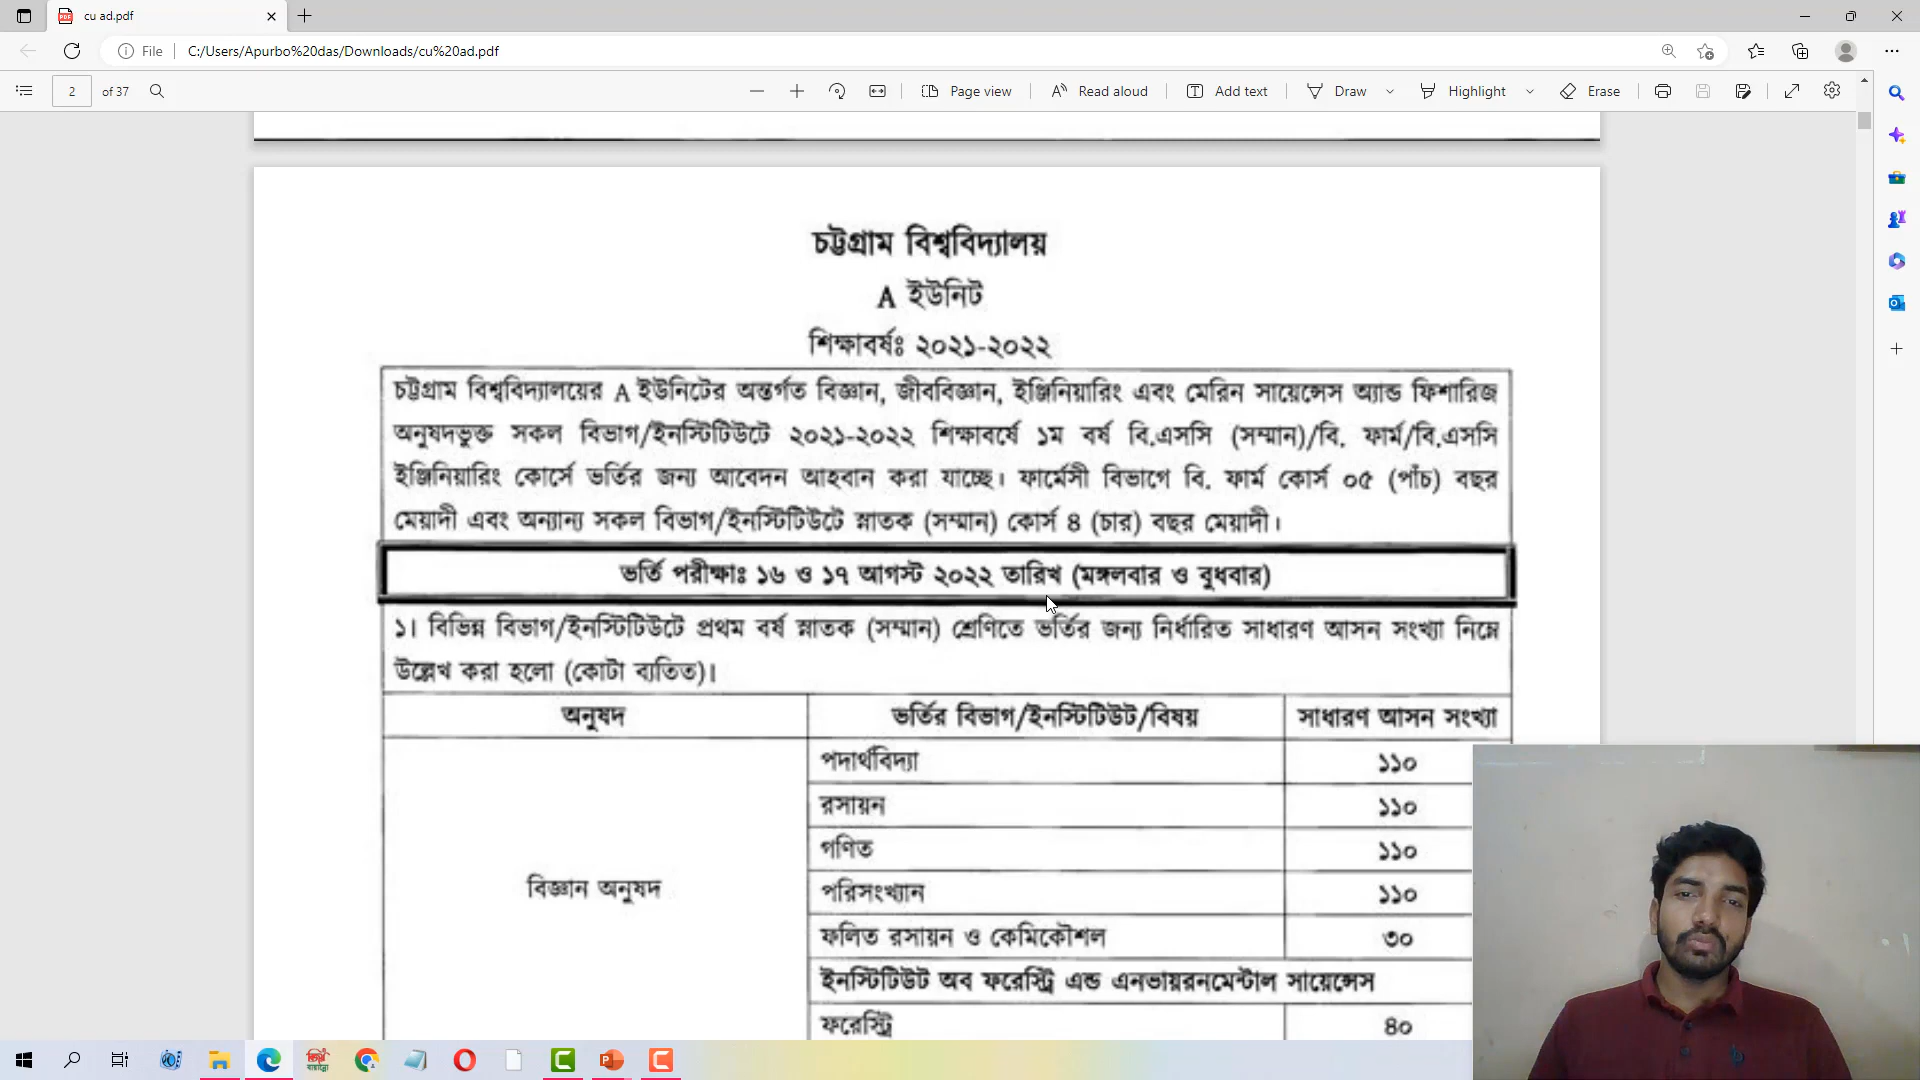 cu ad.pdf
File
C:/Users/Apurbo%20das/Downloads/cu%20ad.pdf
2 of 37
Page view
Read aloud
Add text
Draw
Highlight
Erase
চট্টগ্রাম বিশ্ববিদ্যালয়
A ইউনিট
শিক্ষাবর্ষঃ ২০২১-২০২২
চট্টগ্রাম বিশ্ববিদ্যালয়ের A ইউনিটের অন্তর্গত বিজ্ঞান, জীববিজ্ঞান, ইঞ্জিনিয়ারিং এবং মেরিন সায়েন্সেস অ্যান্ড ফিশারিজ
অনুষদভুক্ত সকল বিভাগ/ইনস্টিটিউটে ২০২১-২০২২ শিক্ষাবর্ষে ১ম বর্ষ বি.এসসি (সম্মান)/বি. ফার্ম/বি.এসসি
ইঞ্জিনিয়ারিং কোর্সে ভর্তির জন্য আবেদন আহবান করা যাচ্ছে। ফার্মেসী বিভাগে বি. ফার্ম কোর্স ০৫ (পাঁচ) বছর
মেয়াদী এবং অন্যান্য সকল বিভাগ/ইনস্টিটিউটে স্নাতক (সম্মান) কোর্স ৪ (চার) বছর মেয়াদী।
ভর্তি পরীক্ষাঃ ১৬ ও ১৭ আগস্ট ২০২২ তারিখ (মঙ্গলবার ও বুধবার)
১। বিভিন্ন বিভাগ/ইনস্টিটিউটে প্রথম বর্ষ স্নাতক (সম্মান) শ্রেণিতে ভর্তির জন্য নির্ধারিত সাধারণ আসন সংখ্যা নিম্নে
উল্লেখ করা হলো (কোটা ব্যতিত)।
অনুষদ ভর্তির বিভাগ/ইনস্টিটিউট/বিষয় সাধারণ আসন সংখ্যা
পদার্থবিদ্যা ১১০
রসায়ন ১১০
গণিত ১১০
বিজ্ঞান অনুষদ
পরিসংখ্যান ১১০
ফলিত রসায়ন ও কেমিকৌশল ৩০
ইনস্টিটিউট অব ফরেস্ট্রি এন্ড এনভায়রনমেন্টাল সায়েন্সেস
ফরেস্ট্রি ৪০